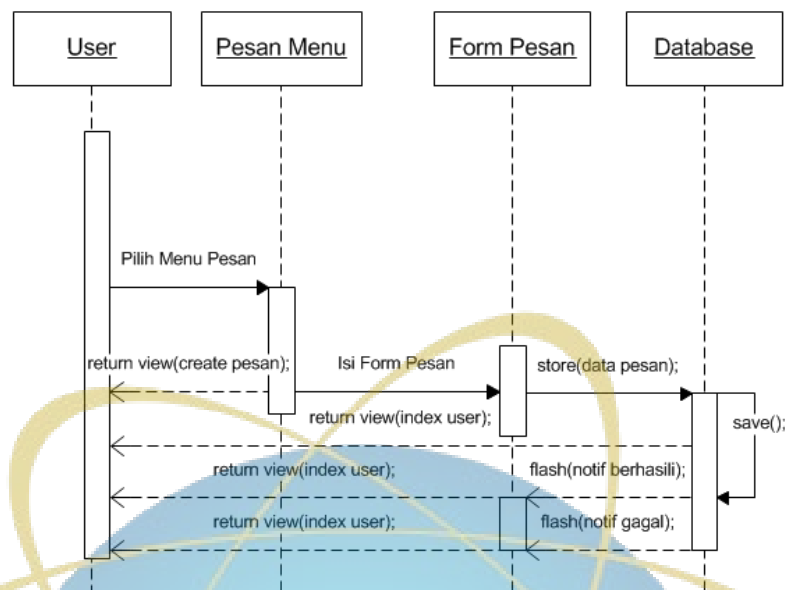 User
Pesan Menu
Form Pesan
Database
Pilih Menu Pesan
return view(create pesan);
Isi Form Pesan
store(data pesan);
return view(index user);
save();
return view(index user);
flash(notif berhasili);
return view(index user);
flash(notif gagal);